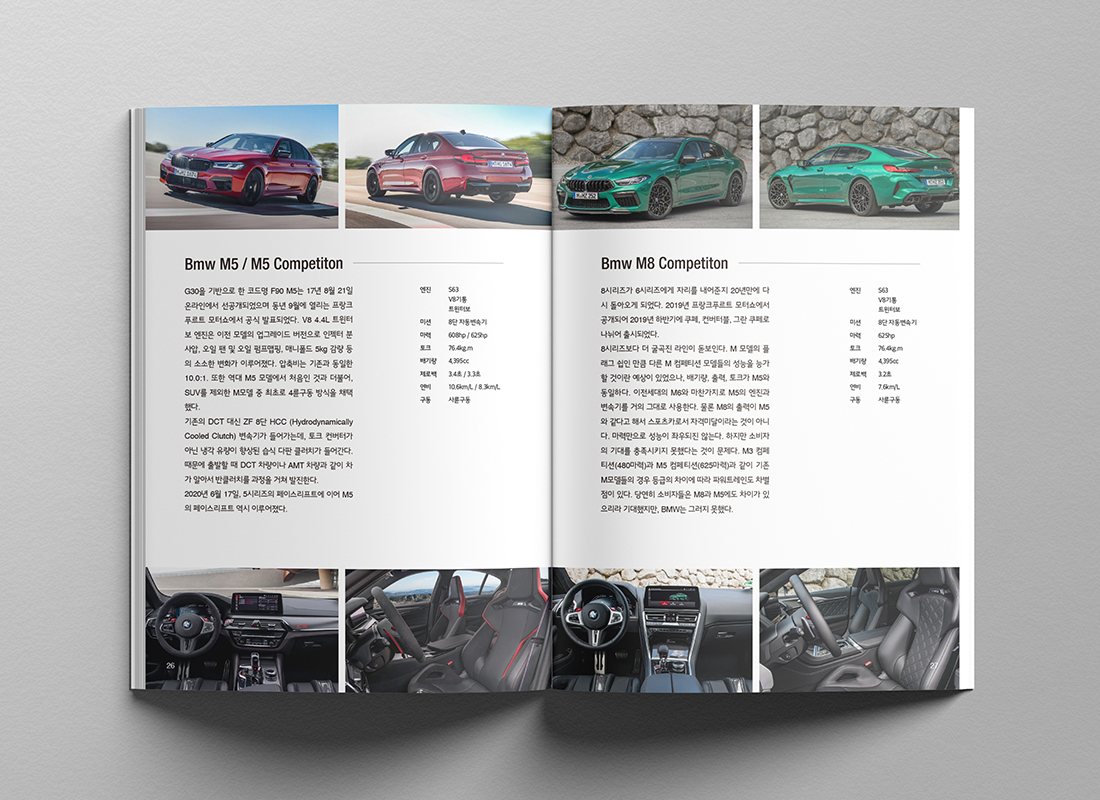 Bmw M5 / M5 Competiton
G30을 기반으로 한 코드명 F90 M5는 17년 8월 21일
온라인에서 선공개되었으며 동년 9월에 열리는 프랑크
푸르트 모터쇼에서 공식 발표되었다. V8 4.4L 트윈터
보 엔진은 이전 모델의 업그레이드 버전으로 인젝터 분
사압, 오일 팬 및 오일 펌프맵핑, 매니폴드 5kg 감량 등
의 소소한 변화가 이루어졌다. 압축비는 기존과 동일한
10.0:1. 또한 역대 M5 모델에서 처음인 것과 더불어,
SUV를 제외한 M모델 중 최초로 4륜구동 방식을 채택
했다.
기존의 DCT 대신 ZF 8단 HCC (Hydrodynamically
Cooled Clutch) 변속기가 들어가는데, 토크 컨버터가
아닌 냉각 유량이 향상된 습식 다판 클러치가 들어간다.
때문에 출발할 때 DCT 차량이나 AMT 차량과 같이 차
가 알아서 반클러치를 과정을 거쳐 발진한다.
2020년 6월 17일, 5시리즈의 페이스리프트에 이어 M5
의 페이스리프트 역시 이루어졌다.
엔진 S63
V8기통
트윈터보
미션 8단 자동변속기
마력 608hp / 625hp
토크 76.4kg.m
배기량 4,395cc
제로백 3.4초 / 3.3초
연비 10.6km/L / 8.3km/L
구동 사륜구동
26
Bmw M8 Competiton
8시리즈가 6시리즈에게 자리를 내어준지 20년만에 다
시 돌아오게 되었다. 2019년 프랑크푸르트 모터쇼에서
공개되어 2019년 하반기에 쿠페, 컨버터블, 그란 쿠페로
나뉘어 출시되었다.
8시리즈보다 더 굴곡진 라인이 돋보인다. M 모델의 플
래그 쉽인 만큼 다른 M 컴페티션 모델들의 성능을 능가
할 것이란 예상이 있었으나, 배기량, 출력, 토크가 M5와
동일하다. 이전세대의 M6와 마찬가지로 M5의 엔진과
변속기를 거의 그대로 사용한다. 물론 M8의 출력이 M5
와 같다고 해서 스포츠카로서 자격미달이라는 것이 아니
다. 마력만으로 성능이 좌우되진 않는다. 하지만 소비자
의 기대를 충족시키지 못했다는 것이 문제다. M3 컴페
티션(480마력)과 M5 컴페티션(625마력)과 같이 기존
M모델들의 경우 등급의 차이에 따라 파워트레인도 차별
점이 있다. 당연히 소비자들은 M8과 M5에도 차이가 있
으리라 기대했지만, BMW는 그러지 못했다.
엔진 S63
V8기통
트윈터보
미션 8단 자동변속기
마력 625hp
토크 76.4kg.m
배기량 4,395cc
제로백 3.2초
연비 7.6km/L
구동 사륜구동
27